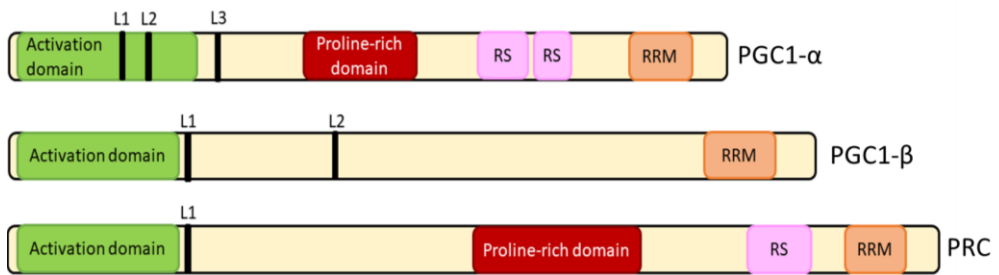 L1 L2 L3
Activation
domain
Proline-rich
domain
RS RS RRM PGC1-α
L1 L2
Activation domain RRM PGC1-β
L1
Activation domain Proline-rich domain RS RRM PRC